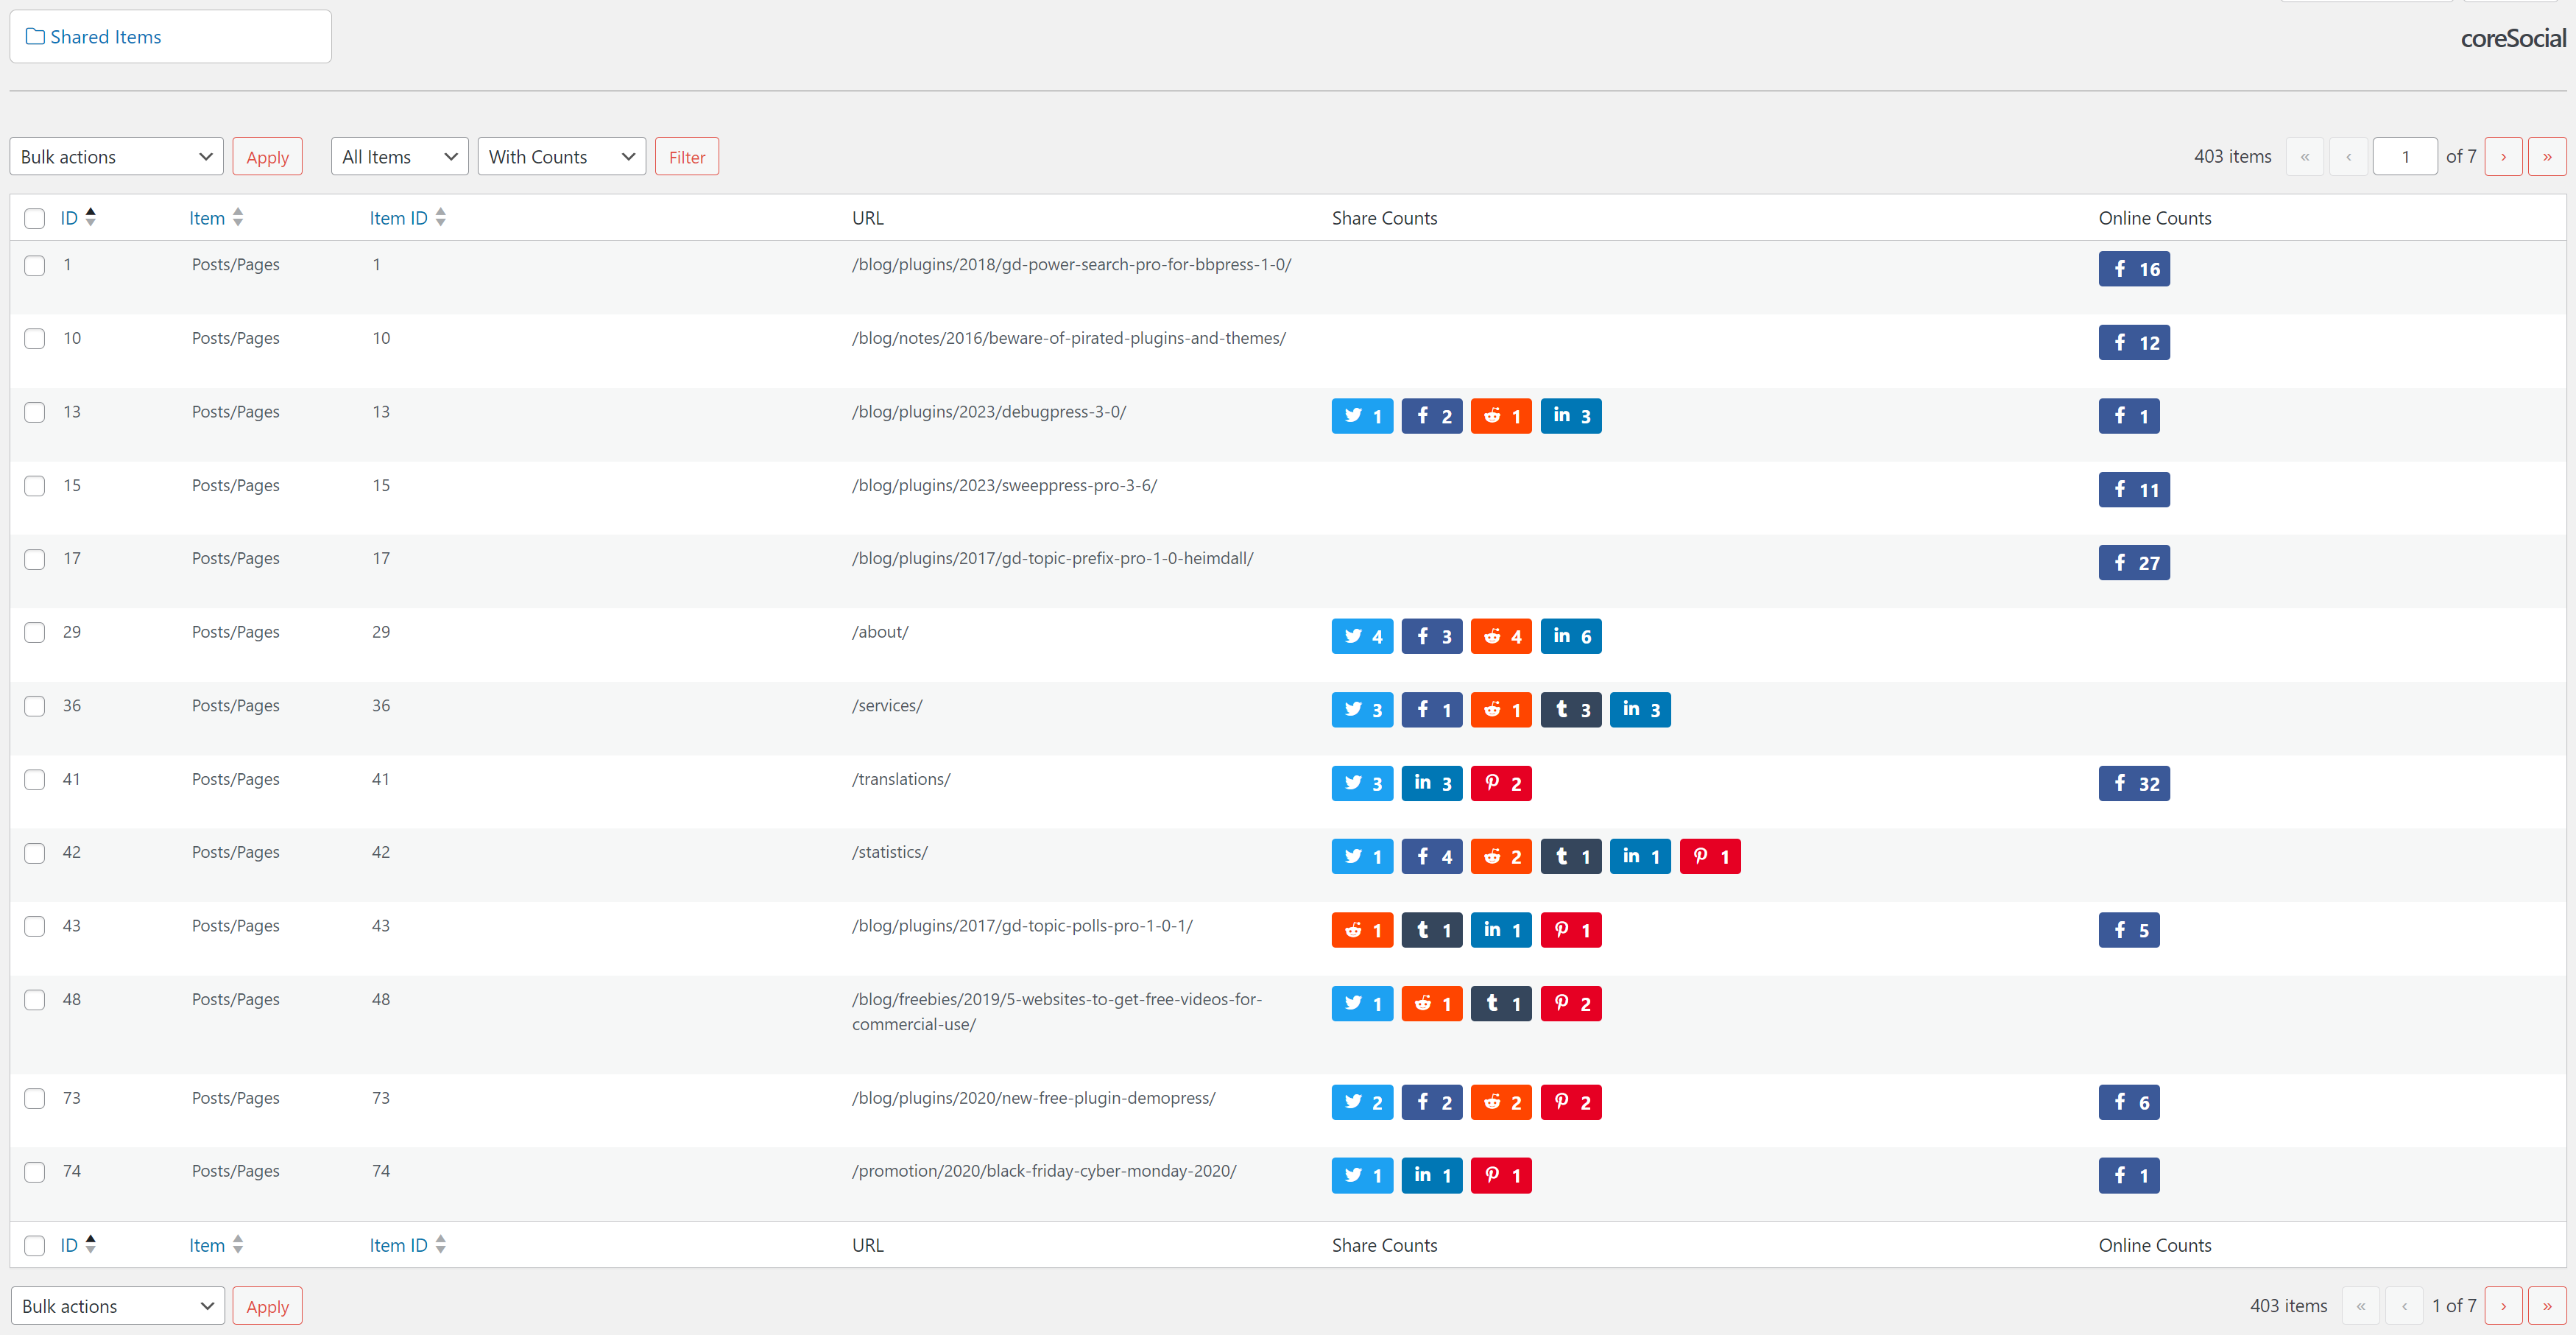 Shared Items
coreSocial
Bulk actions Apply All Items With Counts Filter 403 items « ‹ 1 of 7 › »
ID Item Item ID URL Share Counts Online Counts
1 Posts/Pages 1 /blog/plugins/2018/gd-power-search-pro-for-bbpress-1-0/ 16
10 Posts/Pages 10 /blog/notes/2016/beware-of-pirated-plugins-and-themes/ 12
13 Posts/Pages 13 /blog/plugins/2023/debugpress-3-0/ 1 2 1 in 3 1
15 Posts/Pages 15 /blog/plugins/2023/sweeppress-pro-3-6/ 11
17 Posts/Pages 17 /blog/plugins/2017/gd-topic-prefix-pro-1-0-heimdall/ 27
29 Posts/Pages 29 /about/ 4 3 4 in 6
36 Posts/Pages 36 /services/ 3 1 1 t 3 in 3
41 Posts/Pages 41 /translations/ 3 in 3 2 32
42 Posts/Pages 42 /statistics/ 1 4 2 t 1 in 1 1
43 Posts/Pages 43 /blog/plugins/2017/gd-topic-polls-pro-1-0-1/ 1 t 1 in 1 1 5
48 Posts/Pages 48 /blog/freebies/2019/5-websites-to-get-free-videos-for- 1 1 t 1 2
commercial-use/
73 Posts/Pages 73 /blog/plugins/2020/new-free-plugin-demopress/ 2 2 2 2 6
74 Posts/Pages 74 /promotion/2020/black-friday-cyber-monday-2020/ 1 in 1 1 1
ID Item Item ID URL Share Counts Online Counts
Bulk actions Apply 403 items « ‹ 1 of 7 › »